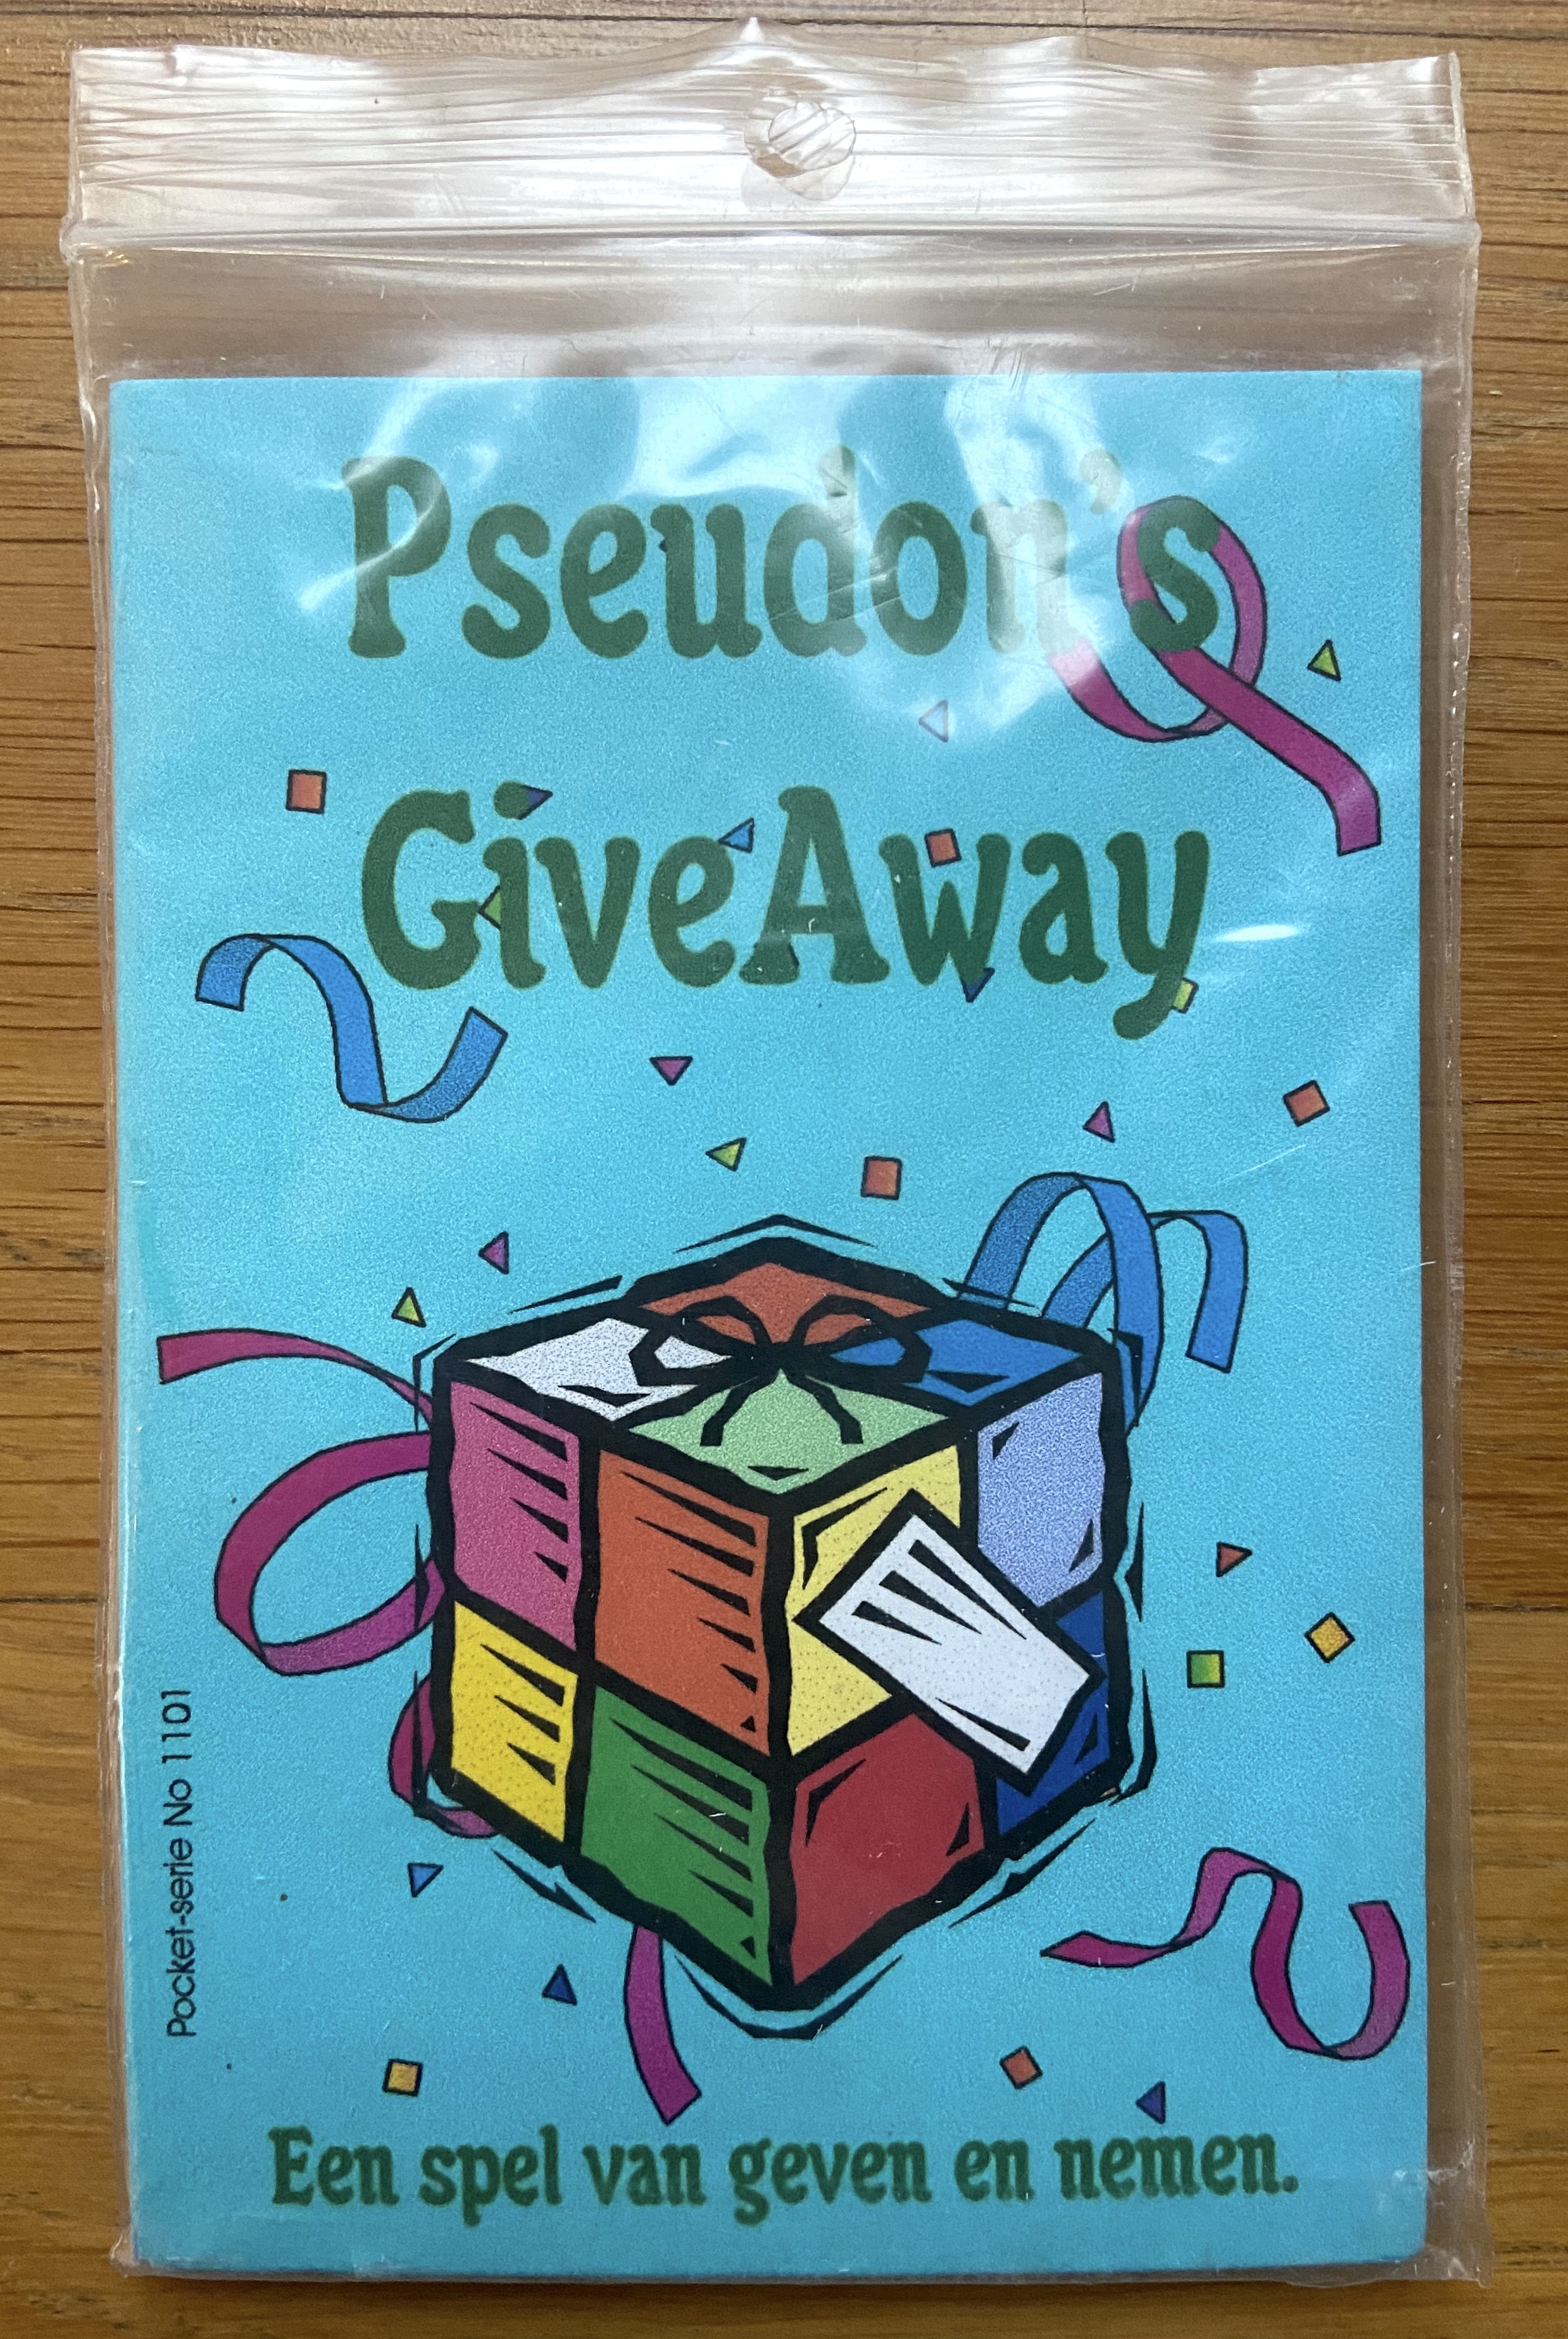 Pseudon's
GiveAway
Pocket-serie No 1101
Een spel van geven en nemen.